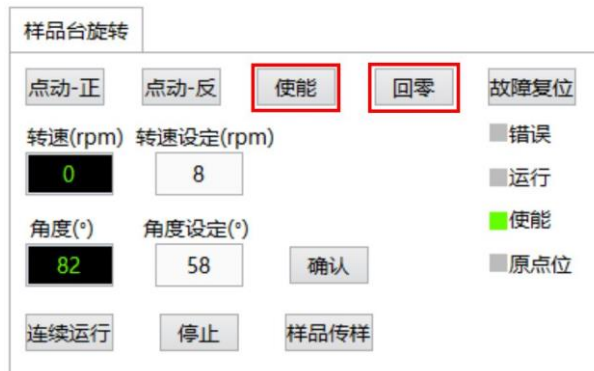 样品台旋转
点动-正 点动-反 使能 回零 故障复位
转速(rpm) 转速设定(rpm) 错误
0 8 运行
角度(°) 角度设定(°) 使能
82 58 确认 原点位
连续运行 停止 样品传样